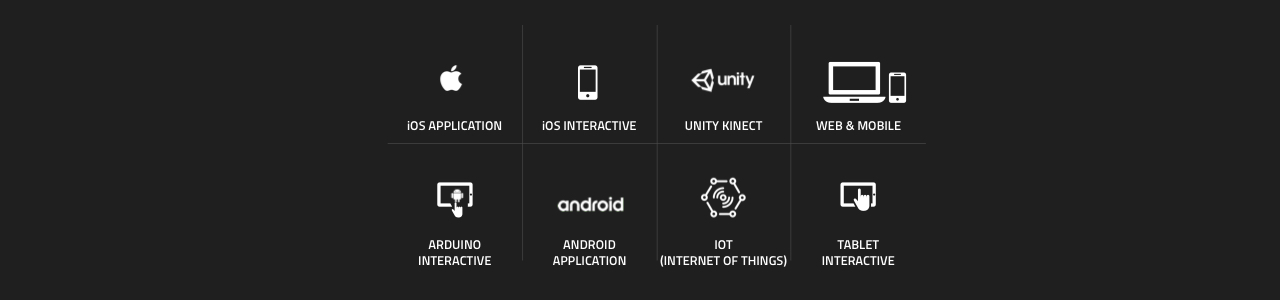 unity
iOS APPLICATION
iOS INTERACTIVE
UNITY KINECT
WEB & MOBILE
android
ARDUINO
INTERACTIVE
ANDROID
APPLICATION
IOT
(INTERNET OF THINGS)
TABLET
INTERACTIVE